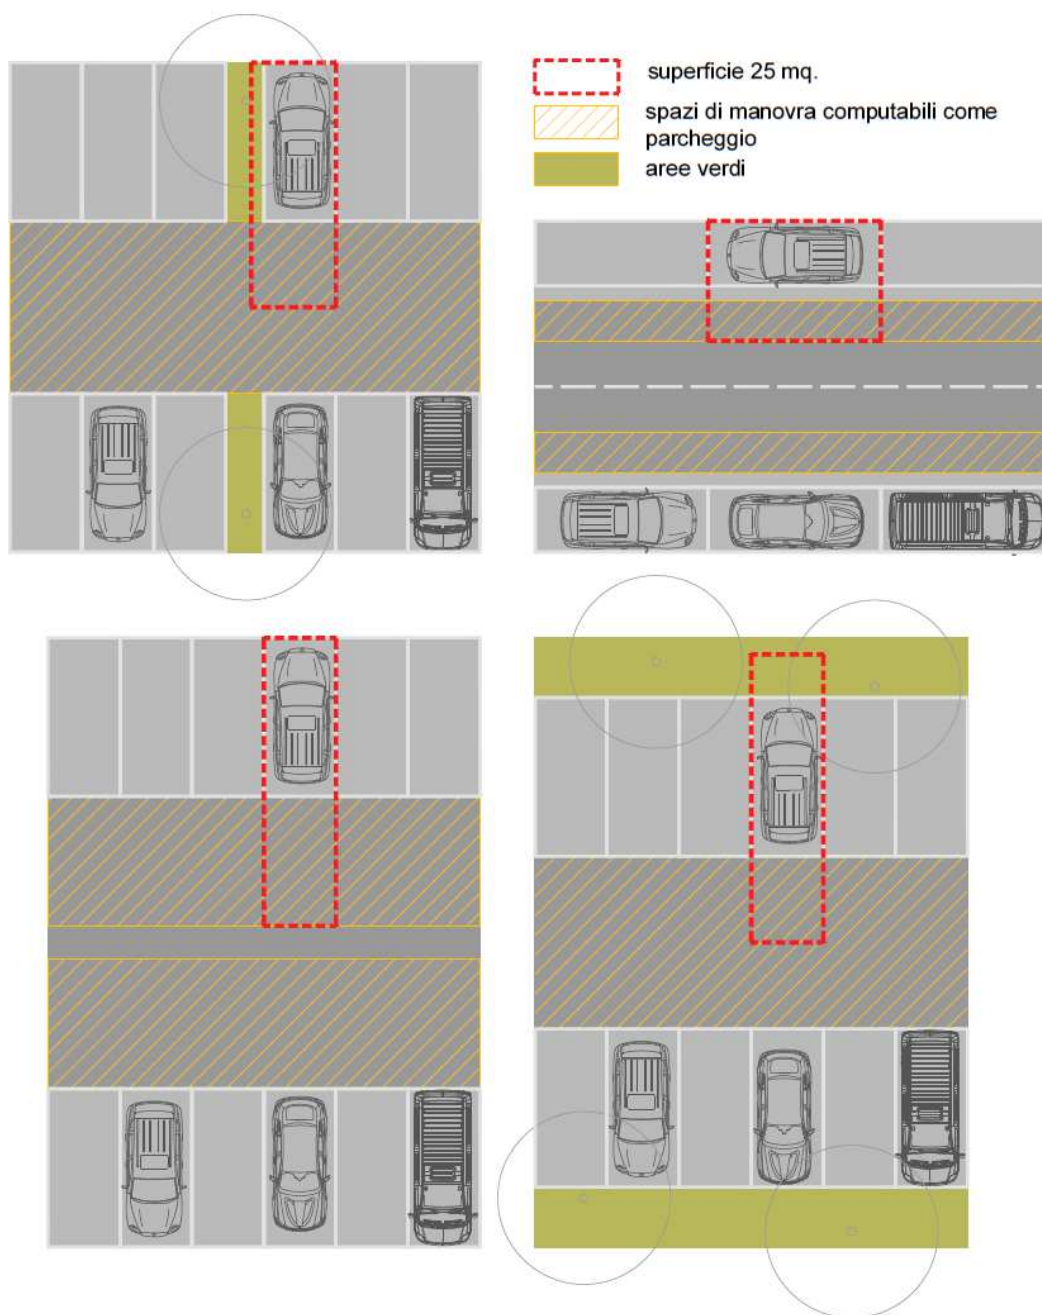 superficie 25 mq.
spazi di manovra computabili come
parcheggio
aree verdi